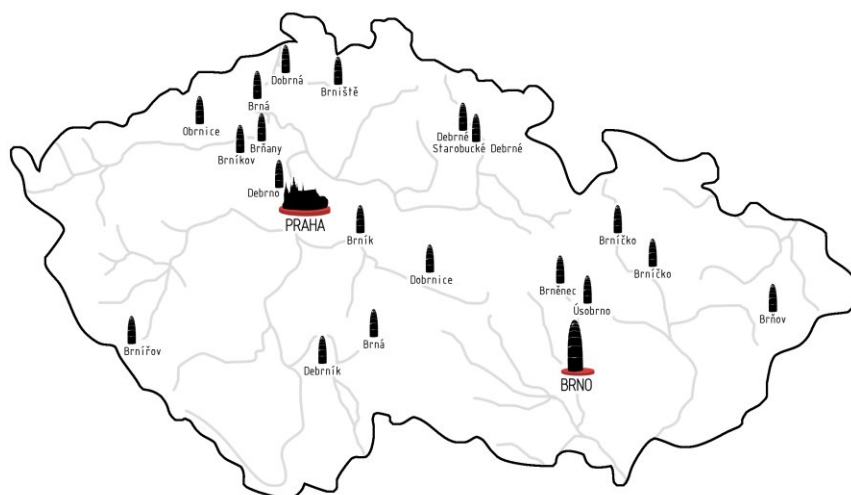 Dobrná
Brniště
Brná
Obrnice
Brňany
Brníkov
Debrné
Starobucké Debrné
Debrno
PRAHA
Brník
Brníčko
Brníčko
Dobrnice
Brněnec
Úsobrno
Brňov
Brnířov
Brná
Debrník
BRNO